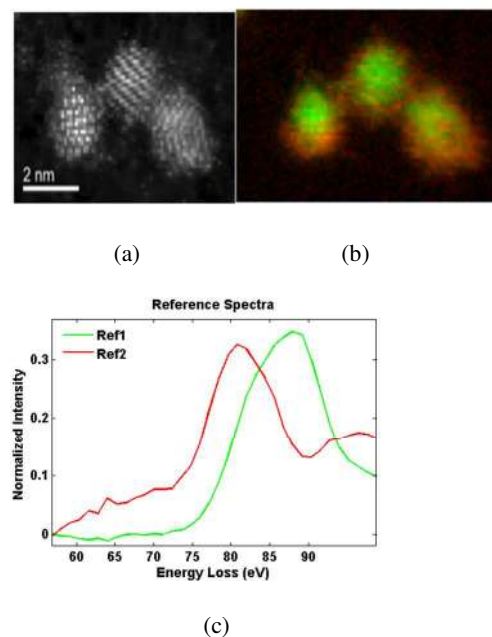 2 nm
(a)
(b)
Reference Spectra
Ref1
Ref2
Normalized Intensity
0.3
0.2
0.1
0
60
65
70
75
80
85
90
Energy Loss (eV)
(c)